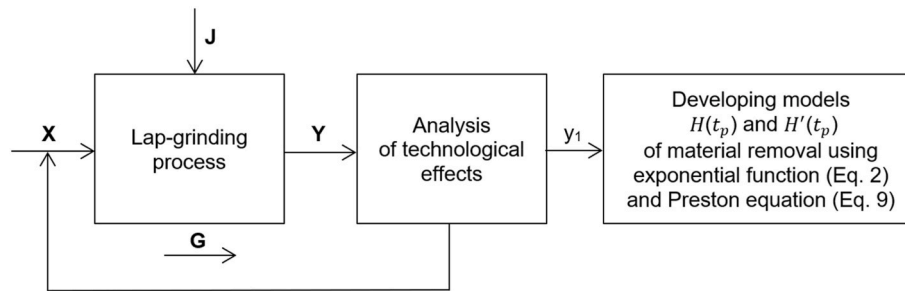 J
X
Lap-grinding
process
Y
Analysis
of technological
effects
y₁
Developing models
H(tₚ) and H′(tₚ)
of material removal using
exponential function (Eq. 2)
and Preston equation (Eq. 9)
G